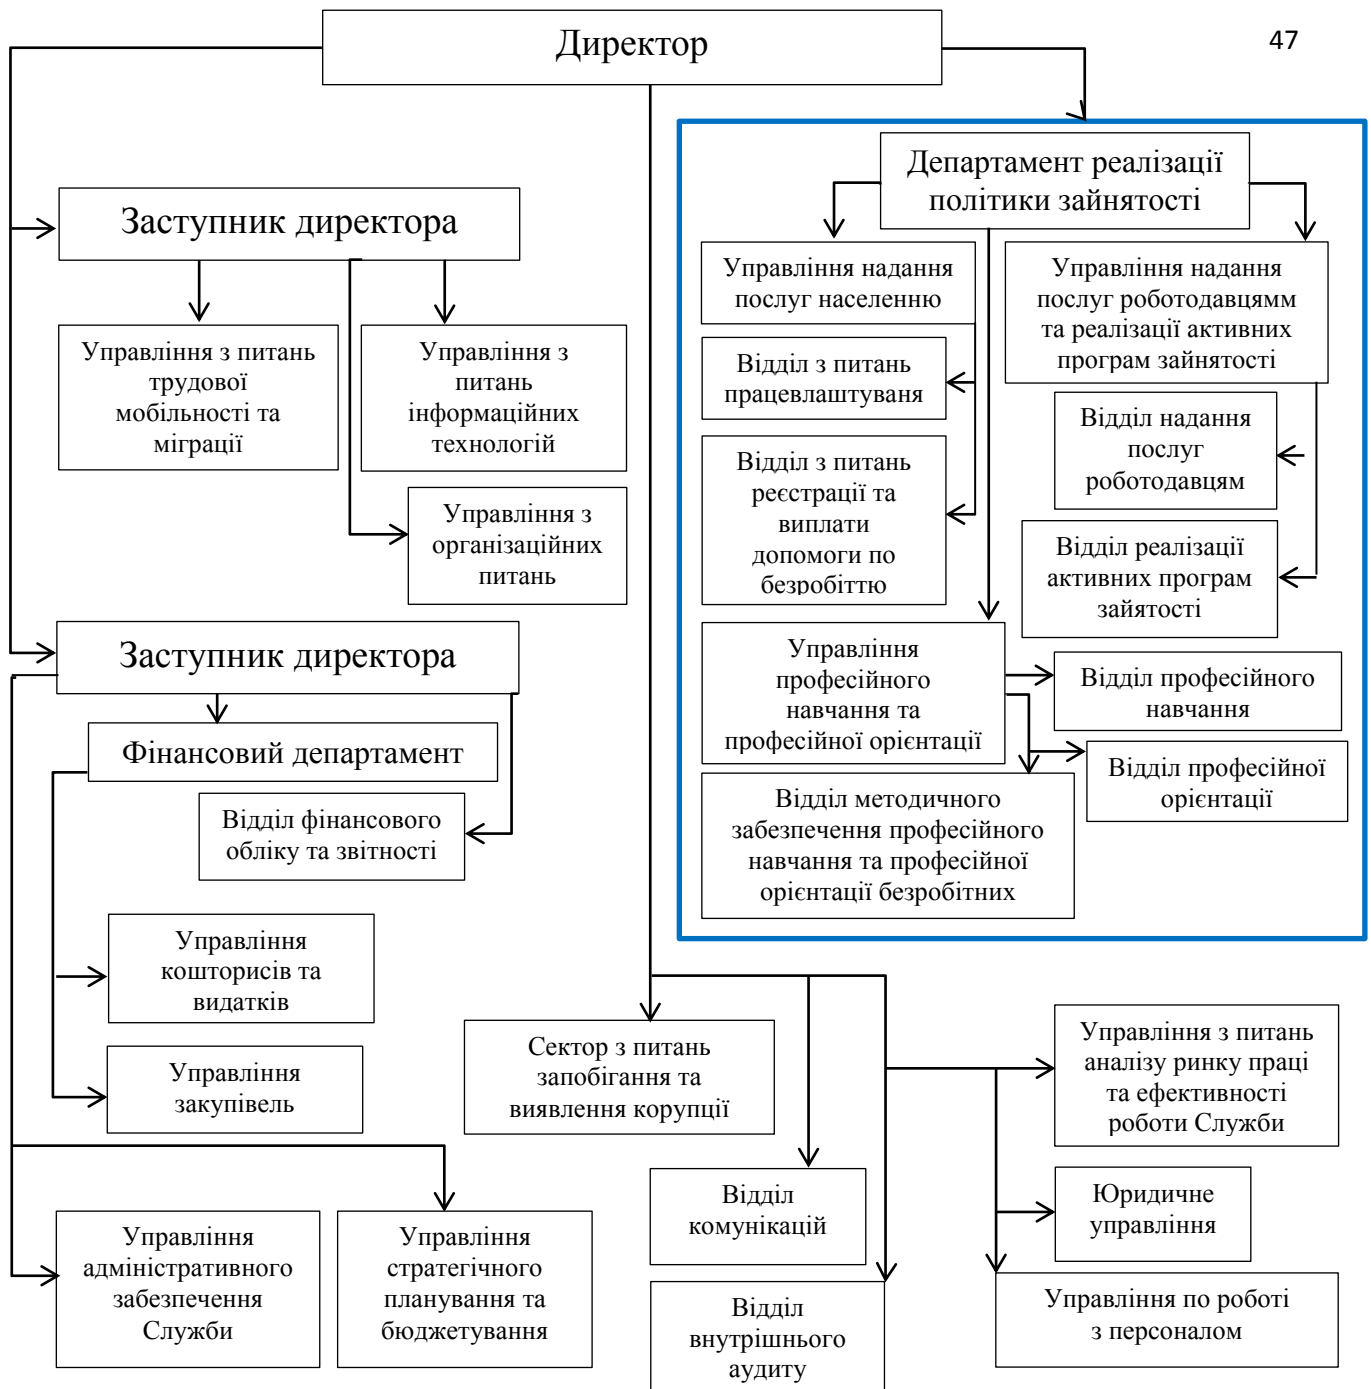 Директор
47
Департамент реалізації
політики зайнятості
Заступник директора
Управління надання
послуг населенню
Управління надання
послуг роботодавцямм
та реалізації активних
програм зайнятості
Управління з питань
трудової
мобільності та
міграції
Управління з
питань
інформаційних
технологій
Відділ з питань
працевлаштуваня
Відділ надання
послуг
роботодавцям
Відділ з питань
реєстрації та
виплати
допомоги по
безробіттю
Управління з
організаційних
питань
Відділ реалізації
активних програм
зайятості
Заступник директора
Управління
професійного
навчання та
професійної орієнтації
Відділ професійного
навчання
Фінансовий департамент
Відділ професійної
орієнтації
Відділ фінансового
обліку та звітності
Відділ методичного
забезпечення професійного
навчання та професійної
орієнтації безробітних
Управління
кошторисів та
видатків
Сектор з питань
запобігання та
виявлення корупції
Управління з питань
аналізу ринку праці
та ефективності
роботи Служби
Управління
закупівель
Відділ
комунікацій
Юридичне
управління
Управління
адміністративного
забезпечення
Служби
Управління
стратегічного
планування та
бюджетування
Відділ
внутрішнього
аудиту
Управління по роботі
з персоналом